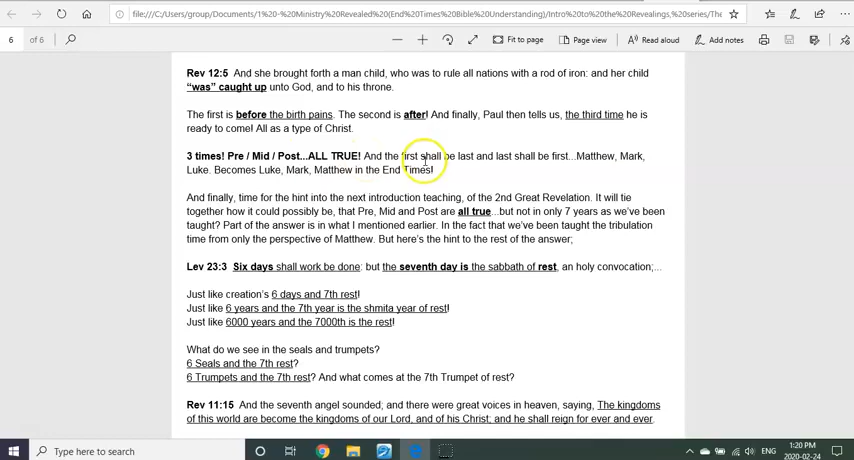 file:///C:/Users/group/Documents/1%20-%20Ministry%20Revealed%20(End%20Times%20Bible%20Understanding)/Intro%20to%20the%20Revealings,%20series/The
6 of 6
Fit to page
Page view
Read aloud
Add notes
Rev 12:5 And she brought forth a man child, who was to rule all nations with a rod of iron: and her child
“was” caught up unto God, and to his throne.
The first is before the birth pains. The second is after! And finally, Paul then tells us, the third time he is
ready to come! All as a type of Christ.
3 times! Pre / Mid / Post...ALL TRUE! And the first shall be last and last shall be first...Matthew, Mark,
Luke. Becomes Luke, Mark, Matthew in the End Times!
And finally, time for the hint into the next introduction teaching, of the 2nd Great Revelation. It will tie
together how it could possibly be, that Pre, Mid and Post are all true...but not in only 7 years as we’ve been
taught? Part of the answer is in what I mentioned earlier. In the fact that we’ve been taught the tribulation
time from only the perspective of Matthew. But here’s the hint to the rest of the answer;
Lev 23:3 Six days shall work be done: but the seventh day is the sabbath of rest, an holy convocation;...
Just like creation’s 6 days and 7th rest!
Just like 6 years and the 7th year is the shmita year of rest!
Just like 6000 years and the 7000th is the rest!
What do we see in the seals and trumpets?
6 Seals and the 7th rest?
6 Trumpets and the 7th rest? And what comes at the 7th Trumpet of rest?
Rev 11:15 And the seventh angel sounded; and there were great voices in heaven, saying, The kingdoms
of this world are become the kingdoms of our Lord, and of his Christ; and he shall reign for ever and ever.
Type here to search
ENG
1:20 PM
2020-02-24